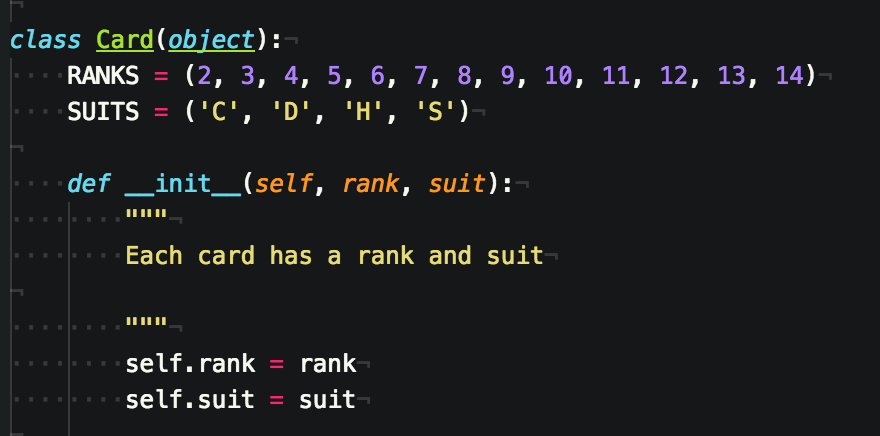 class Card(object):
    RANKS = (2, 3, 4, 5, 6, 7, 8, 9, 10, 11, 12, 13, 14)
    SUITS = ('C', 'D', 'H', 'S')

    def __init__(self, rank, suit):
        """
        Each card has a rank and suit

        """
        self.rank = rank
        self.suit = suit